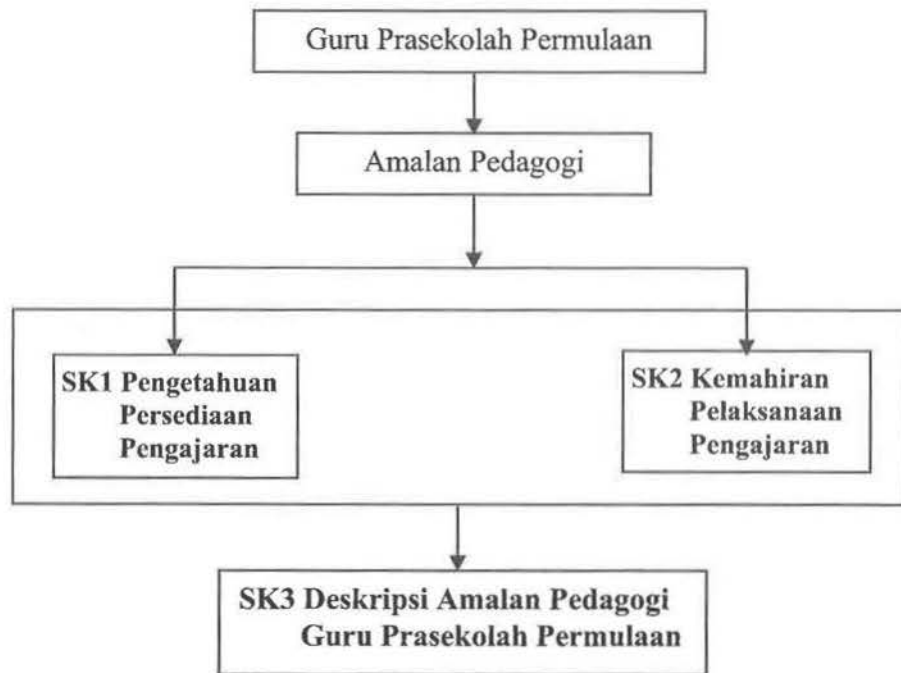 Guru Prasekolah Permulaan
Amalan Pedagogi
SK1 Pengetahuan
Persediaan
Pengajaran
SK2 Kemahiran
Pelaksanaan
Pengajaran
SK3 Deskripsi Amalan Pedagogi
Guru Prasekolah Permulaan